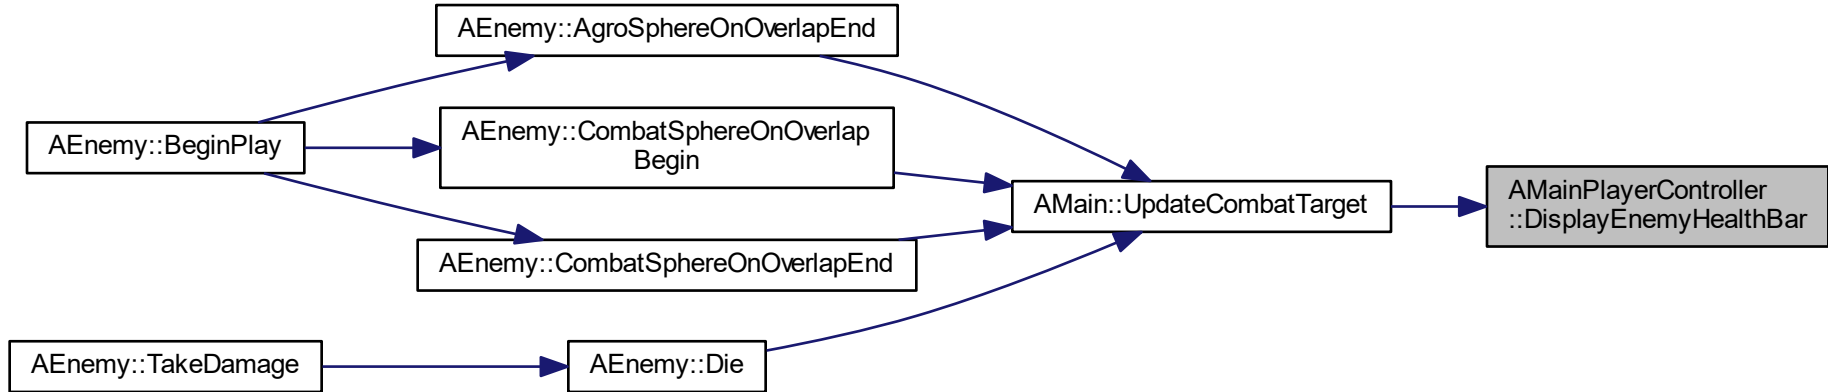 AEnemy::AgroSphereOnOverlapEnd
AEnemy::BeginPlay
AEnemy::CombatSphereOnOverlap
Begin
AEnemy::CombatSphereOnOverlapEnd
AMain::UpdateCombatTarget
AMainPlayerController
::DisplayEnemyHealthBar
AEnemy::TakeDamage
AEnemy::Die